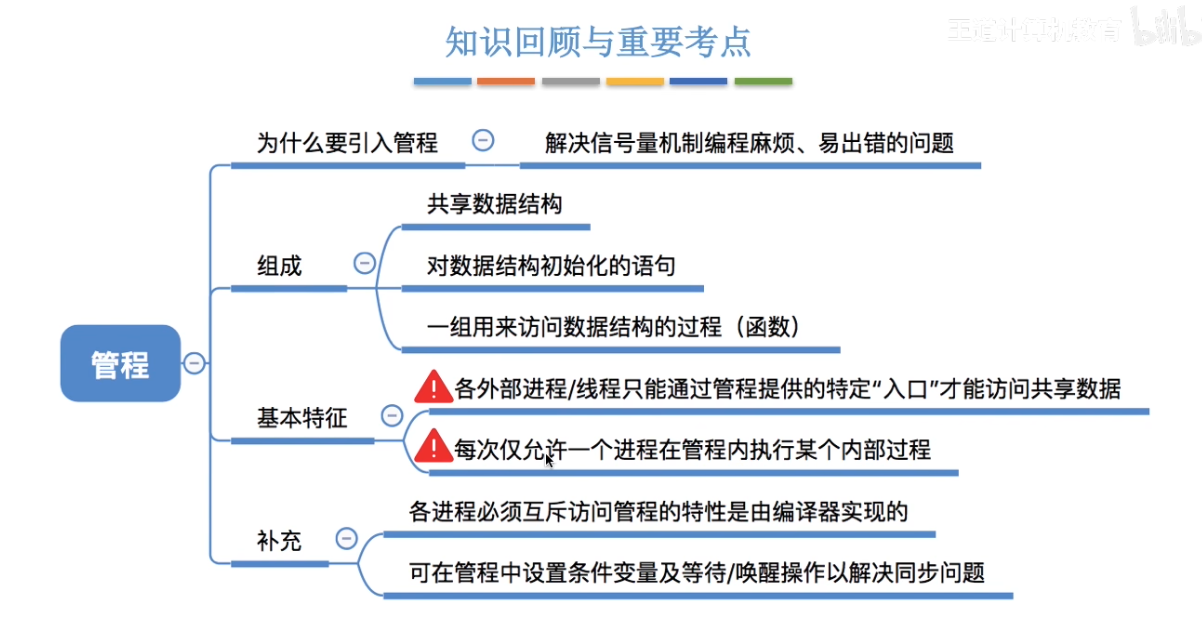 王道计算机教育 bilibili
知识回顾与重要考点
为什么要引入管程
解决信号量机制编程麻烦、易出错的问题
共享数据结构
组成
对数据结构初始化的语句
一组用来访问数据结构的过程（函数）
管程
各外部进程/线程只能通过管程提供的特定“入口”才能访问共享数据
基本特征
每次仅允许一个进程在管程内执行某个内部过程
各进程必须互斥访问管程的特性是由编译器实现的
补充
可在管程中设置条件变量及等待/唤醒操作以解决同步问题